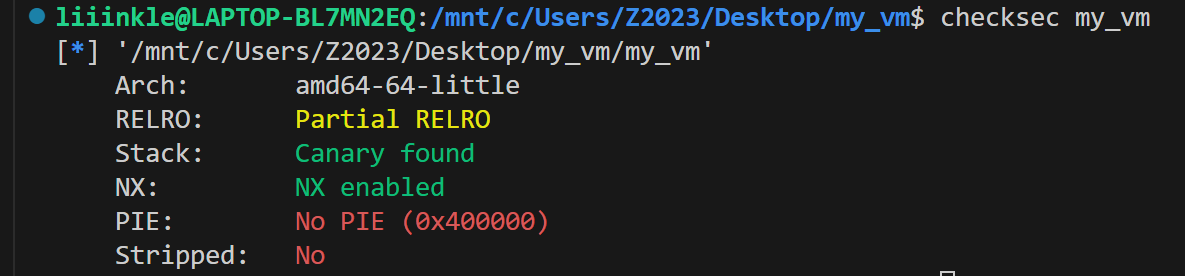 liiinkle@LAPTOP-BL7MN2EQ:/mnt/c/Users/Z2023/Desktop/my_vm$ checksec my_vm
[*] '/mnt/c/Users/Z2023/Desktop/my_vm/my_vm'
Arch: amd64-64-little
RELRO: Partial RELRO
Stack: Canary found
NX: NX enabled
PIE: No PIE (0x400000)
Stripped: No